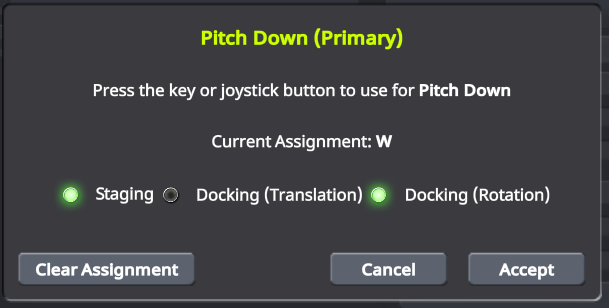 Pitch Down (Primary)
Press the key or joystick button to use for Pitch Down
Current Assignment: W
Staging Docking (Translation) Docking (Rotation)
Clear Assignment Cancel Accept